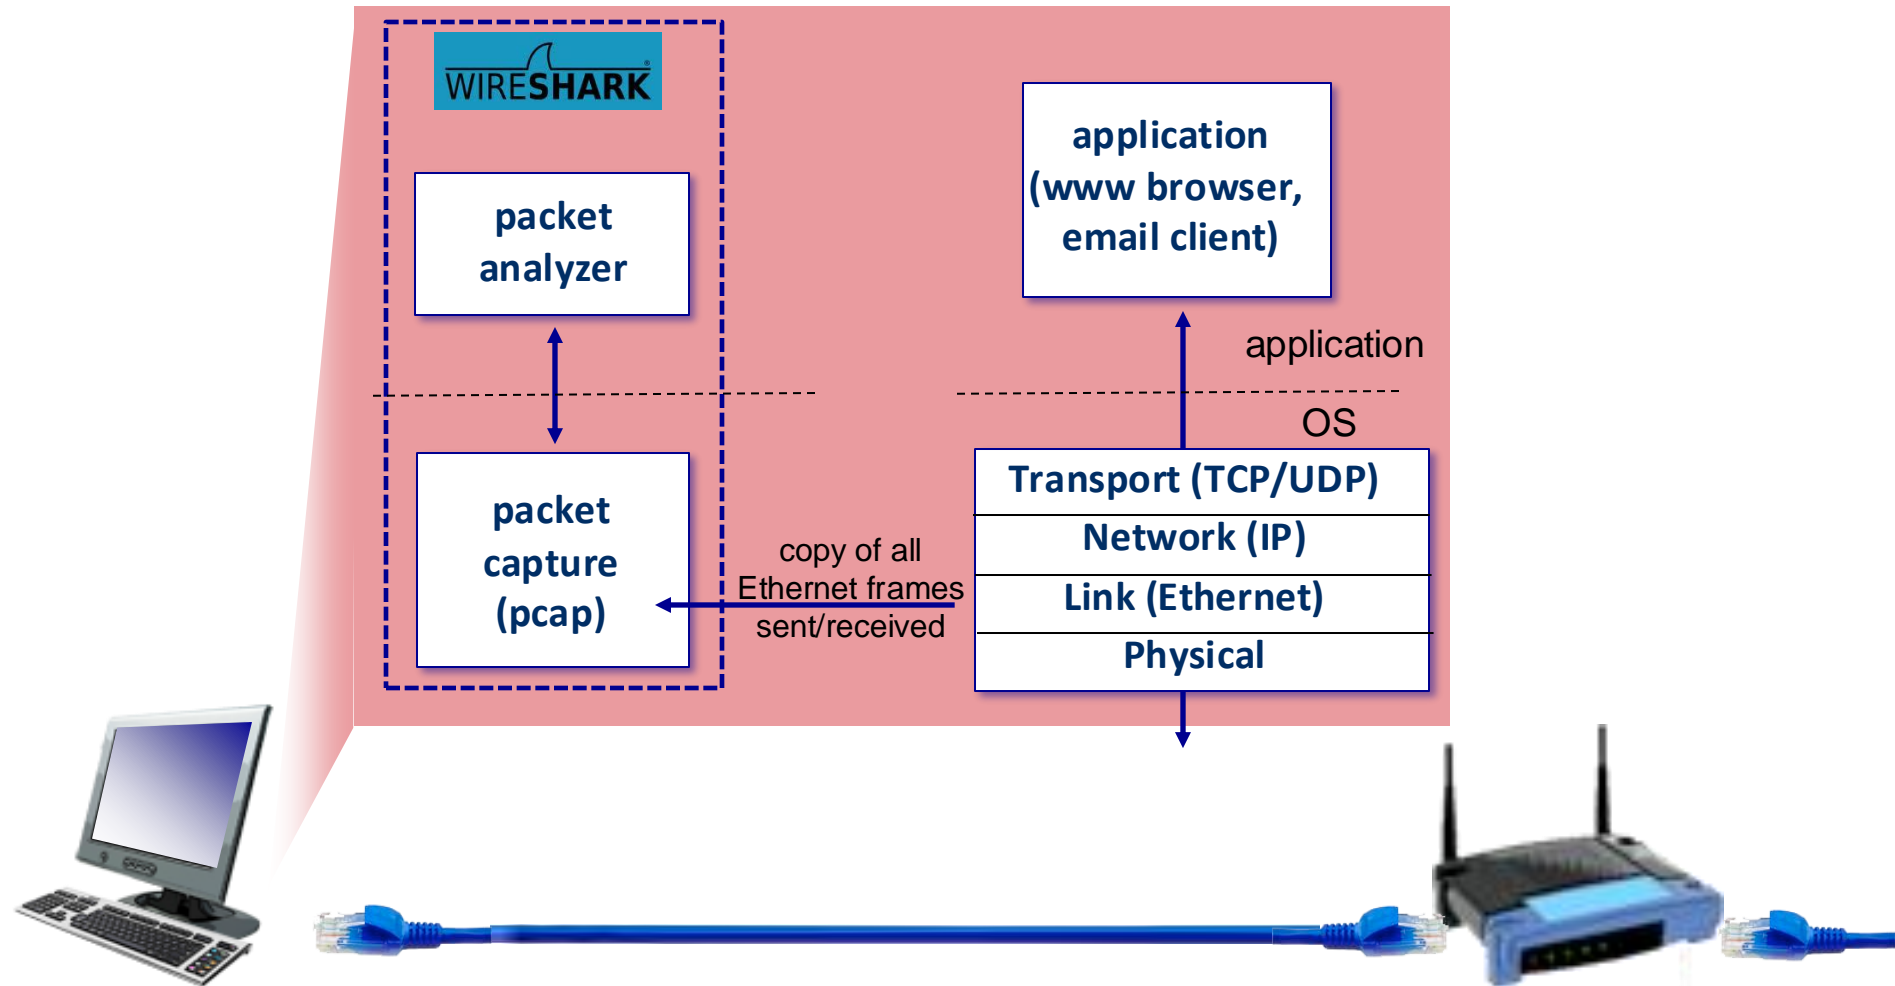 WIRESHARK
packet
analyzer
application
(www browser,
email client)
application
OS
packet
capture
(pcap)
copy of all
Ethernet frames
sent/received
Transport (TCP/UDP)
Network (IP)
Link (Ethernet)
Physical